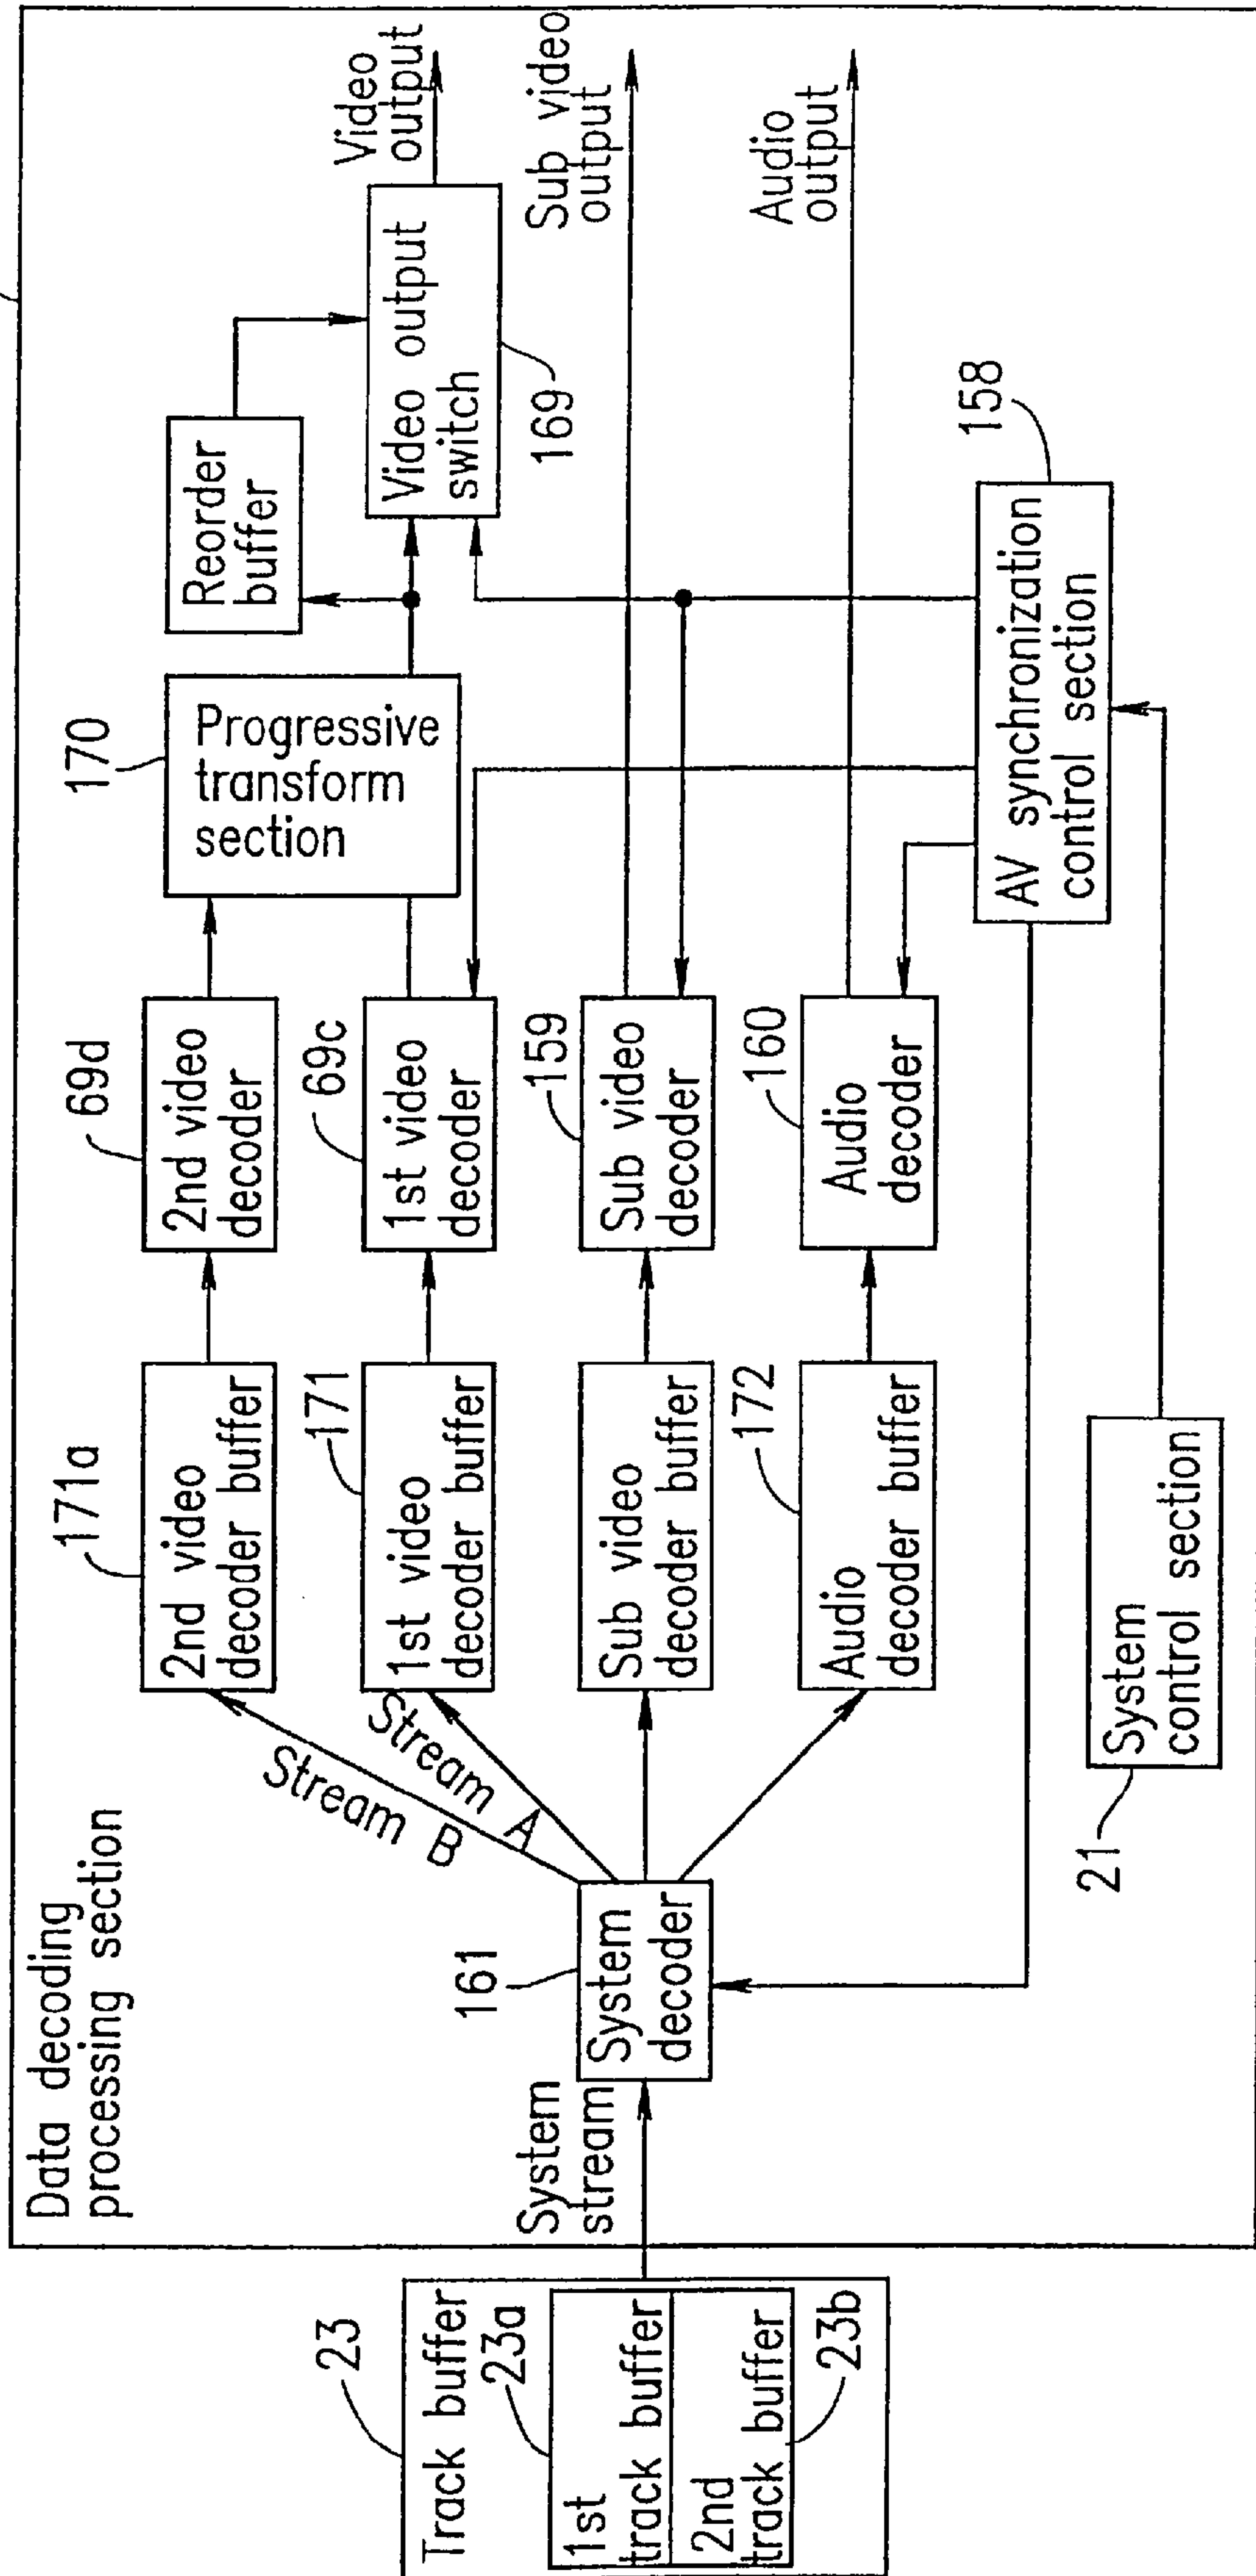 Data decoding
processing section
23
Track buffer
23a
1st
track buffer
2nd
track buffer
23b
System
stream
161
System
decoder
Stream B
Stream A
171a
2nd video
decoder buffer
171
1st video
decoder buffer
Sub video
decoder buffer
172
Audio
decoder buffer
21
System
control section
69d
2nd video
decoder
69c
1st video
decoder
159
Sub video
decoder
160
Audio
decoder
170
Progressive
transform
section
Reorder
buffer
Video output
switch
169
158
AV synchronization
control section
Video
output
Sub video
output
Audio
output